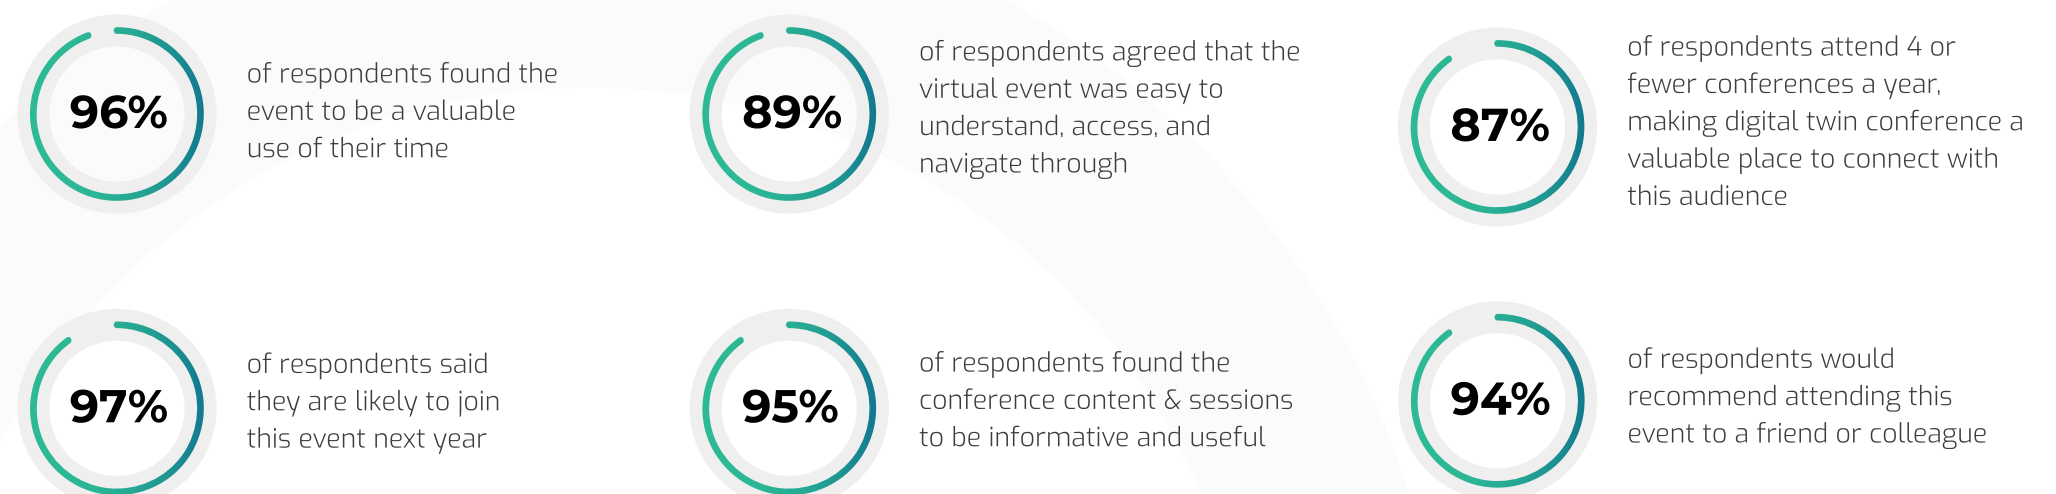 96%
of respondents found the
event to be a valuable
use of their time
89%
of respondents agreed that the
virtual event was easy to
understand, access, and
navigate through
87%
of respondents attend 4 or
fewer conferences a year,
making digital twin conference a
valuable place to connect with
this audience
97%
of respondents said
they are likely to join
this event next year
95%
of respondents found the
conference content & sessions
to be informative and useful
94%
of respondents would
recommend attending this
event to a friend or colleague